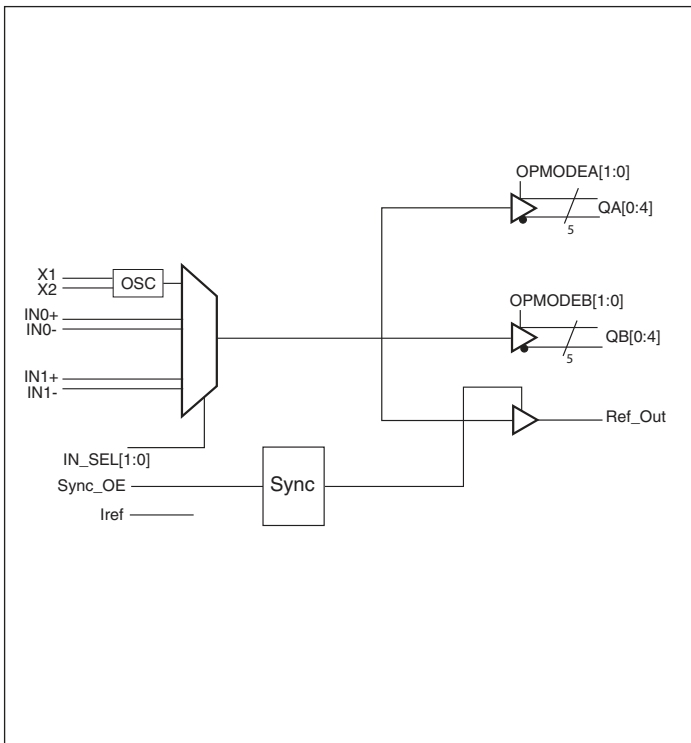 OPMODEA[1:0]
QA[0:4]
5
X1
X2
OSC
IN0+
IN0-
OPMODEB[1:0]
QB[0:4]
5
IN1+
IN1-
Ref_Out
IN_SEL[1:0]
Sync_OE
Sync
Iref